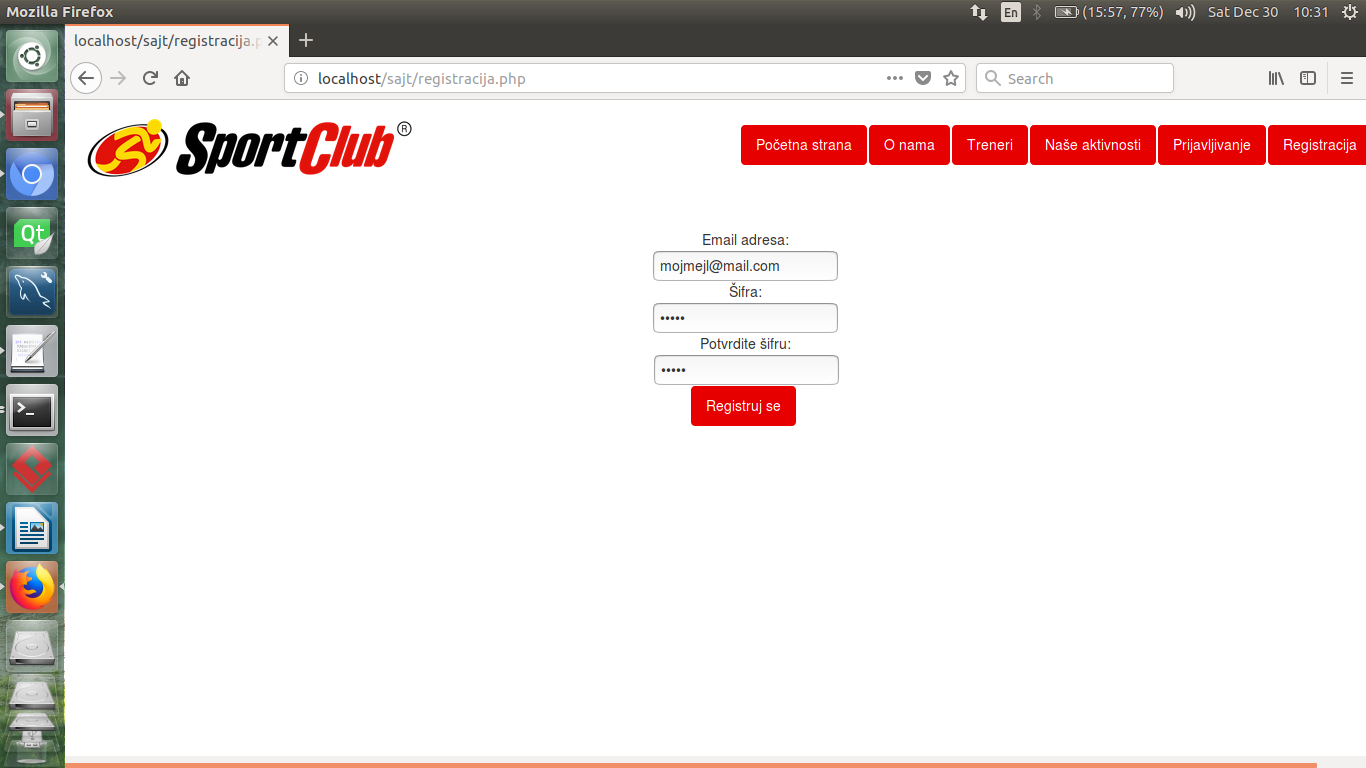 Mozilla Firefox
En
(15:57, 77%)
Sat Dec 30
10:31
localhost/sajt/registracija.p
localhost/sajt/registracija.php
Search
SportClub®
Početna strana
O nama
Treneri
Naše aktivnosti
Prijavljivanje
Registracija
Email adresa:
mojmejl@mail.com
Šifra:
•••••
Potvrdite šifru:
•••••
Registruj se
Qt
>_